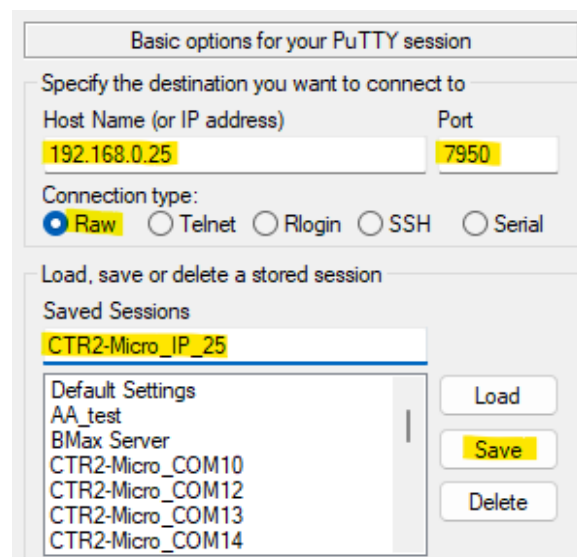 Basic options for your PuTTY session
Specify the destination you want to connect to
Host Name (or IP address) Port
192.168.0.25 7950
Connection type:
Raw Telnet Rlogin SSH Serial
Load, save or delete a stored session
Saved Sessions
CTR2-Micro_IP_25
Default Settings Load
AA_test
BMax Server Save
CTR2-Micro_COM10
CTR2-Micro_COM12
CTR2-Micro_COM13 Delete
CTR2-Micro_COM14